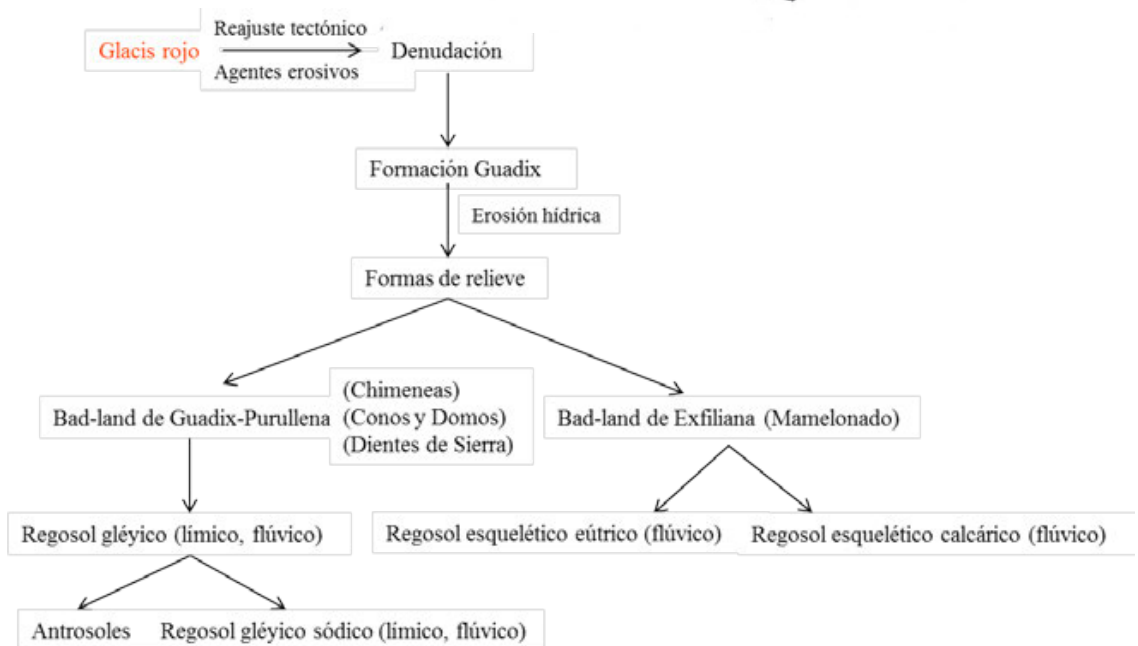 Reajuste tectónico
Glacis rojo
Denudación
Agentes erosivos
Formación Guadix
Erosión hídrica
Formas de relieve
Bad-land de Guadix-Purullena
(Chimeneas)
(Conos y Domos)
(Dientes de Sierra)
Bad-land de Exfiliana (Mamelonado)
Regosol gléyico (límico, flúvico)
Regosol esquelético eútrico (flúvico)
Regosol esquelético calcárico (flúvico)
Antrosoles
Regosol gléyico sódico (límico, flúvico)